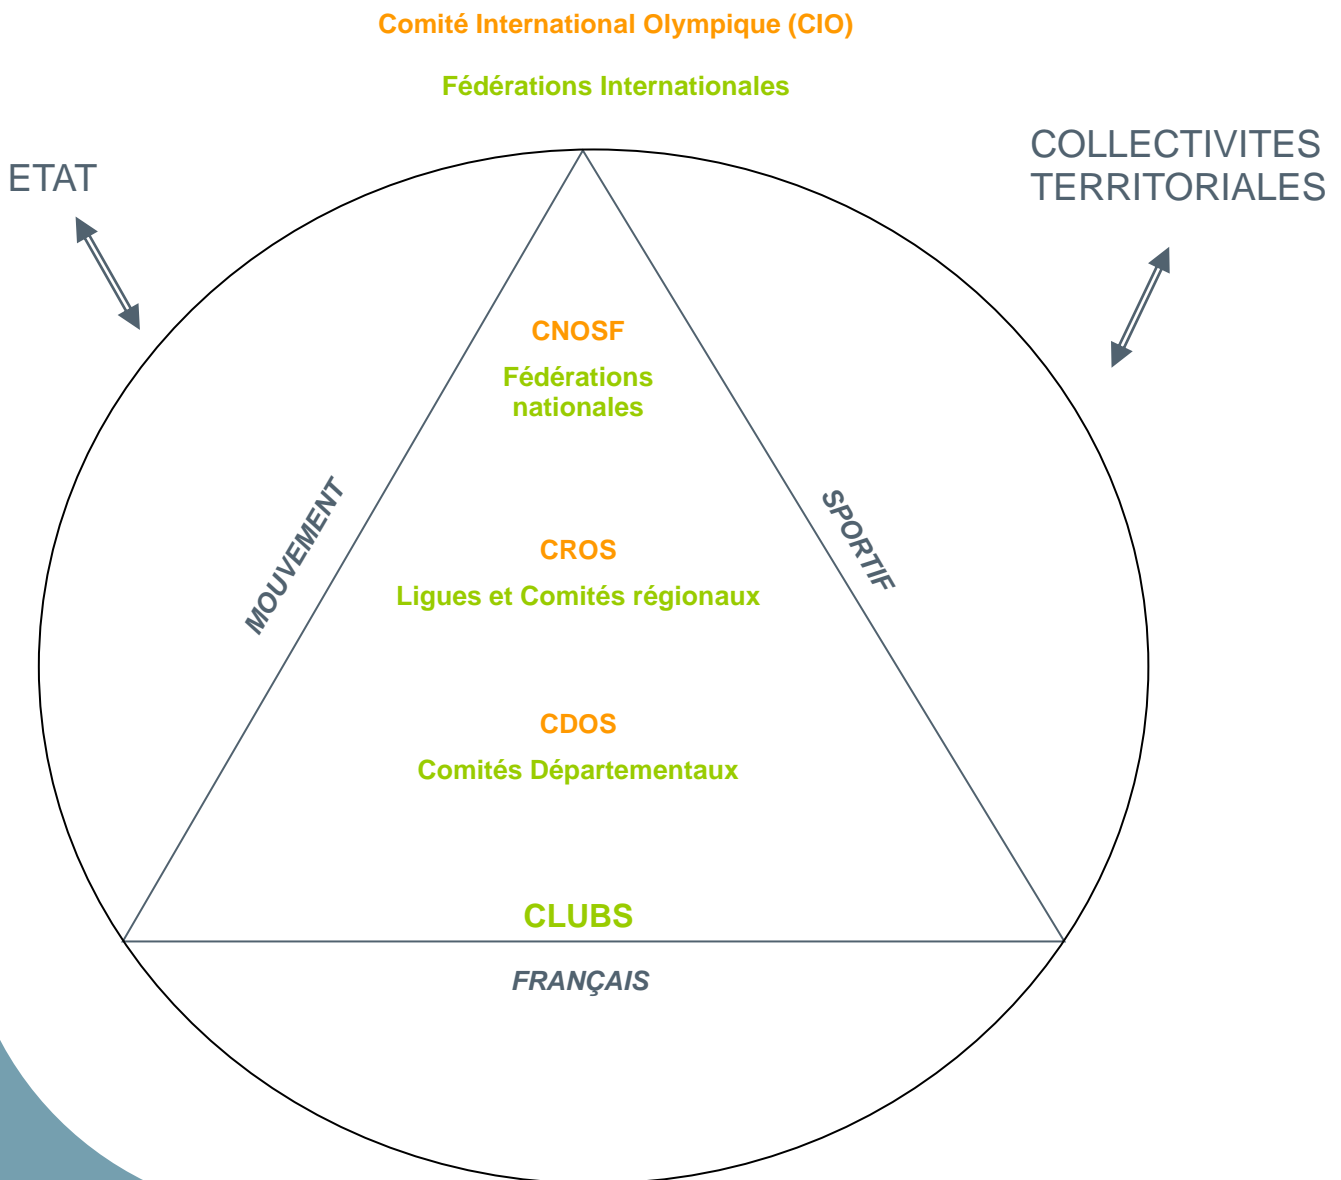 Comité International Olympique (CIO)
Fédérations Internationales
ETAT
COLLECTIVITES
TERRITORIALES
CNOSF
Fédérations
nationales
MOUVEMENT
SPORTIF
CROS
Ligues et Comités régionaux
CDOS
Comités Départementaux
CLUBS
FRANÇAIS